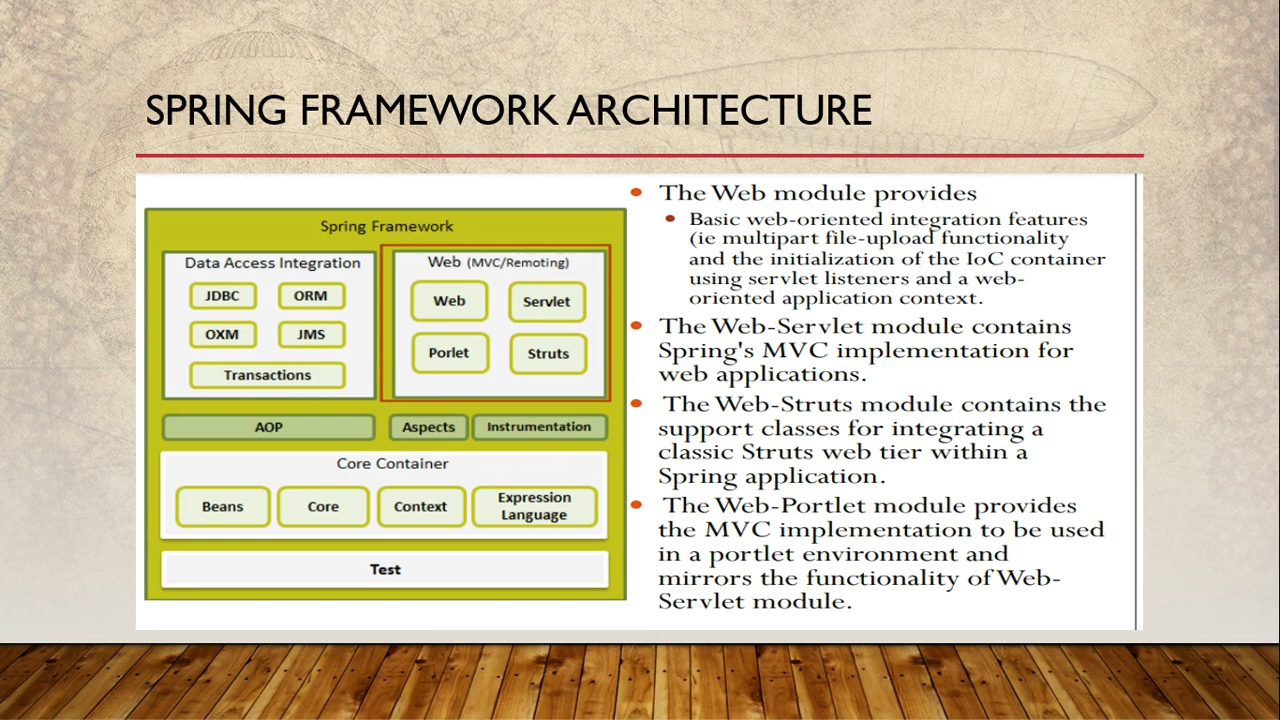 SPRING FRAMEWORK ARCHITECTURE
Spring Framework
Data Access Integration
JDBC
ORM
OXM
JMS
Transactions
Web (MVC/Remoting)
Web
Servlet
Porlet
Struts
AOP
Aspects
Instrumentation
Core Container
Beans
Core
Context
Expression
Language
Test
• The Web module provides
• Basic web-oriented integration features
(ie multipart file-upload functionality
and the initialization of the IoC container
using servlet listeners and a web-
oriented application context.
• The Web-Servlet module contains
Spring's MVC implementation for
web applications.
• The Web-Struts module contains the
support classes for integrating a
classic Struts web tier within a
Spring application.
• The Web-Portlet module provides
the MVC implementation to be used
in a portlet environment and
mirrors the functionality of Web-
Servlet module.